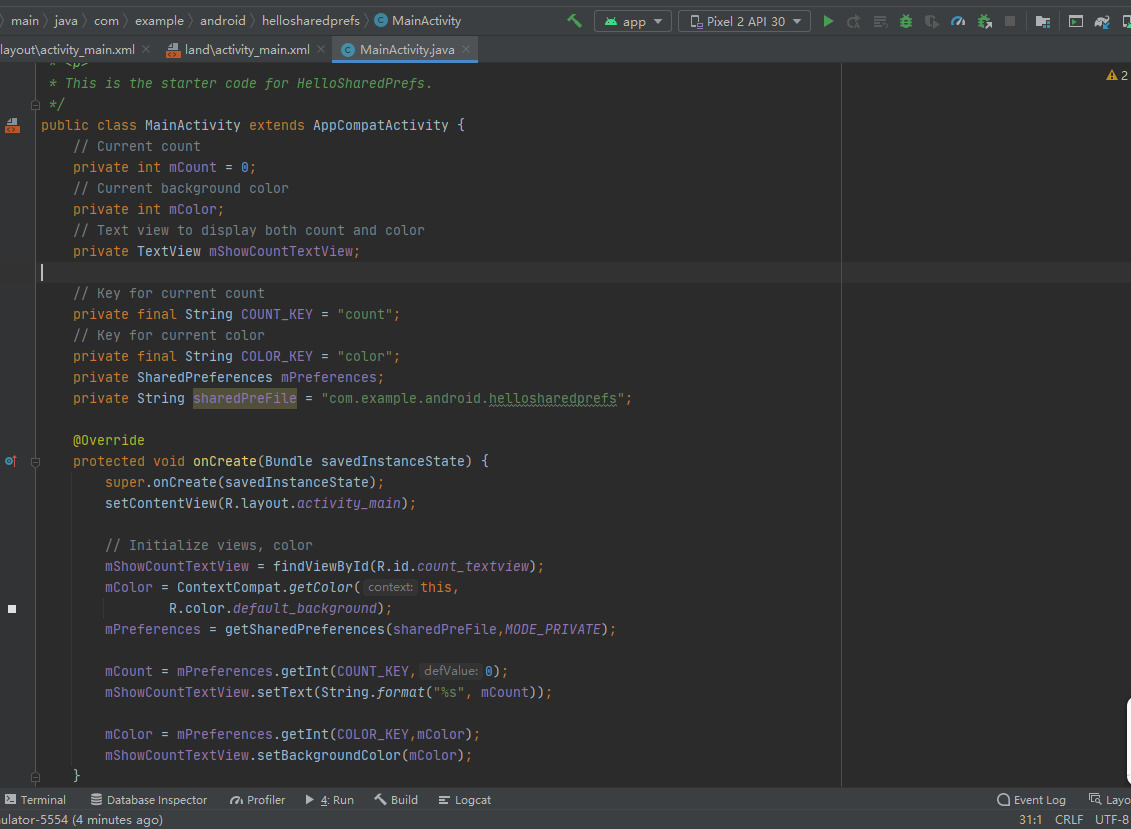 main java com example android hellosharedprefs MainActivity app Pixel 2 API 30
layout\activity_main.xml land\activity_main.xml MainActivity.java
* <p>
* This is the starter code for HelloSharedPrefs.
2
*/
public class MainActivity extends AppCompatActivity {
// Current count
private int mCount = 0;
// Current background color
private int mColor;
// Text view to display both count and color
private TextView mShowCountTextView;
// Key for current count
private final String COUNT_KEY = "count";
// Key for current color
private final String COLOR_KEY = "color";
private SharedPreferences mPreferences;
private String sharedPreFile = "com.example.android.hellosharedprefs";
@Override
protected void onCreate(Bundle savedInstanceState) {
super.onCreate(savedInstanceState);
setContentView(R.layout.activity_main);
// Initialize views, color
mShowCountTextView = findViewById(R.id.count_textview);
mColor = ContextCompat.getColor( context: this,
R.color.default_background);
mPreferences = getSharedPreferences(sharedPreFile,MODE_PRIVATE);
mCount = mPreferences.getInt(COUNT_KEY, defValue: 0);
mShowCountTextView.setText(String.format("%s", mCount));
mColor = mPreferences.getInt(COLOR_KEY,mColor);
mShowCountTextView.setBackgroundColor(mColor);
}
Terminal Database Inspector Profiler 4: Run Build Logcat Event Log Layo
ulator-5554 (4 minutes ago) 31:1 CRLF UTF-8